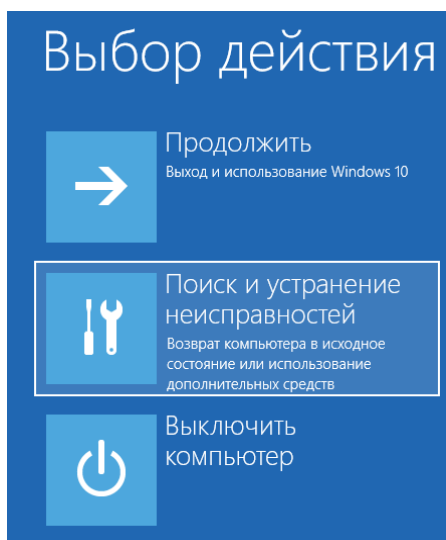 Выбор действия
Продолжить
Выход и использование Windows 10
Поиск и устранение
неисправностей
Возврат компьютера в исходное
состояние или использование
дополнительных средств
Выключить
компьютер